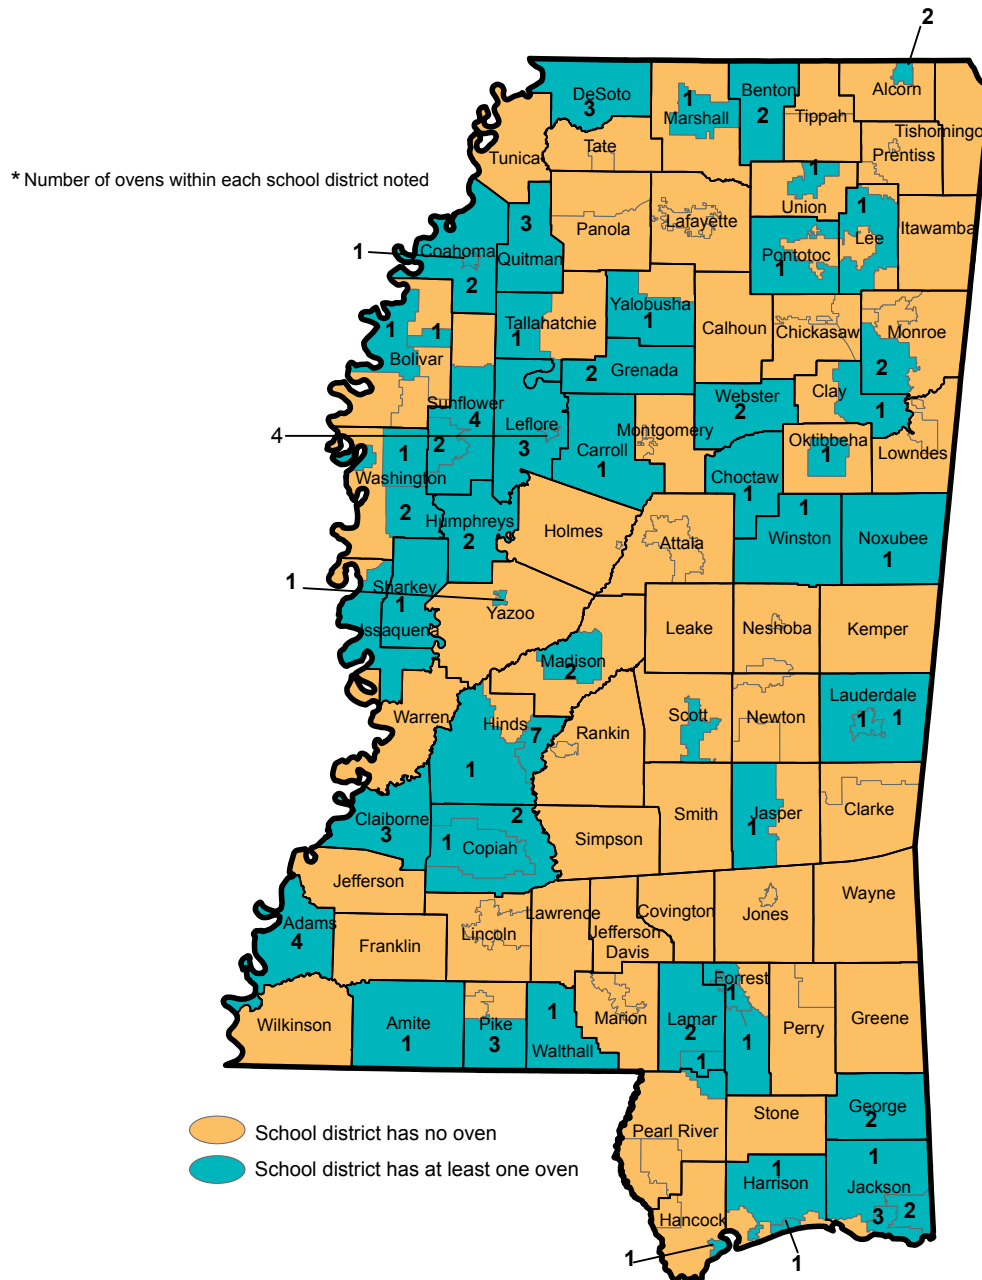 2
DeSoto
3
1
Marshall
Benton
2
Tippah
Alcorn
Tishomingo
Prentiss
Tunica
Tate
* Number of ovens within each school district noted
1
Union
1
Lee
Itawamba
Panola
Lafayette
3
Quitman
1
Coahoma
2
Pontotoc
1
Yalobusha
1
Tallahatchie
1
Calhoun
Chickasaw
Monroe
2
1
1
Bolivar
2
Grenada
Webster
2
Clay
1
Sunflower
4
2
Leflore
3
4
Carroll
1
Montgomery
Oktibbeha
1
Lowndes
Washington
1
2
Choctaw
1
1
Winston
Noxubee
1
Humphreys
2
Holmes
Attala
Sharkey
1
Issaquena
1
Yazoo
Leake
Neshoba
Kemper
Madison
2
Warren
Hinds
7
1
Rankin
Scott
Newton
Lauderdale
1
1
Claiborne
3
2
1
Copiah
Simpson
Smith
Jasper
1
Clarke
Jefferson
Adams
4
Franklin
Lincoln
Lawrence
Jefferson
Davis
Covington
Jones
Wayne
Wilkinson
Amite
1
Pike
3
1
Walthall
Marion
Lamar
2
1
Forrest
1
1
Perry
Greene
George
2
Stone
Pearl River
School district has no oven
School district has at least one oven
1
Harrison
1
Jackson
3
2
Hancock
1
1